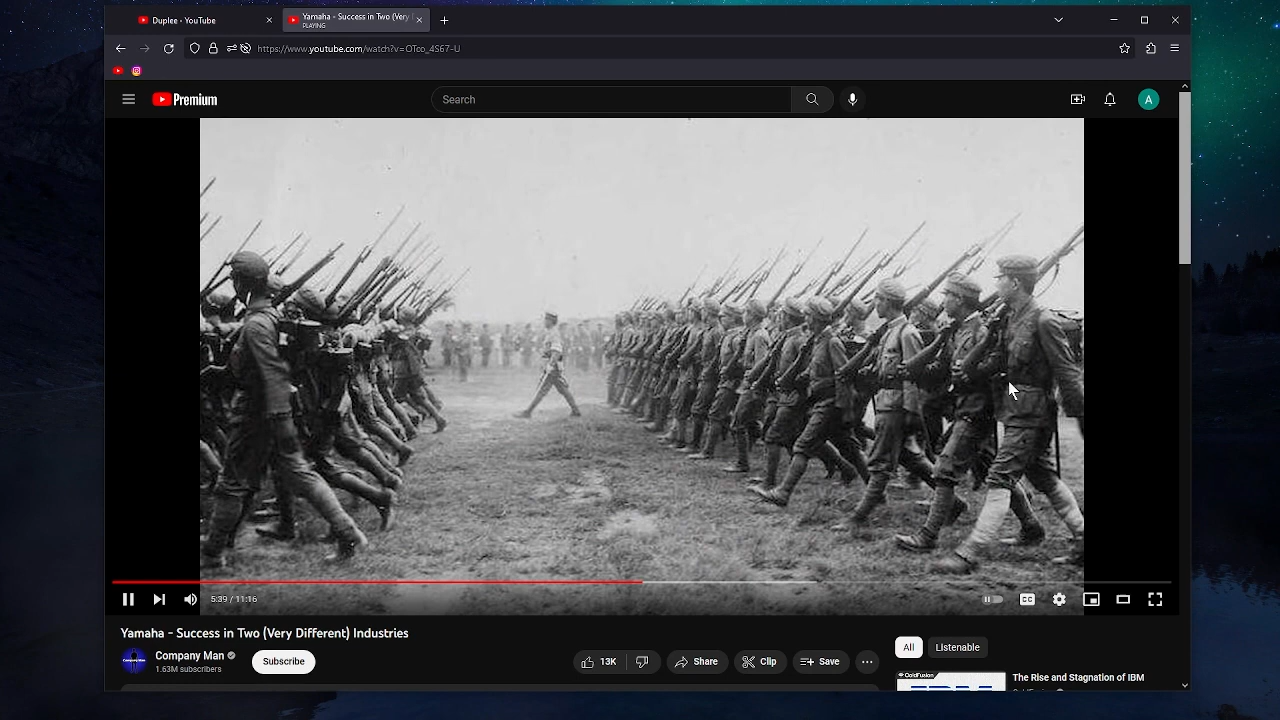 Duplee - YouTube
Yamaha - Success in Two (Very
PLAYING
https://www.youtube.com/watch?v=OTco_4S67-U
Premium
Search
A
5:39 / 11:16
CC
Yamaha - Success in Two (Very Different) Industries
Company Man
1.63M subscribers
Subscribe
13K
Share
Clip
Save
All
Listenable
ColdFusion
The Rise and Stagnation of IBM